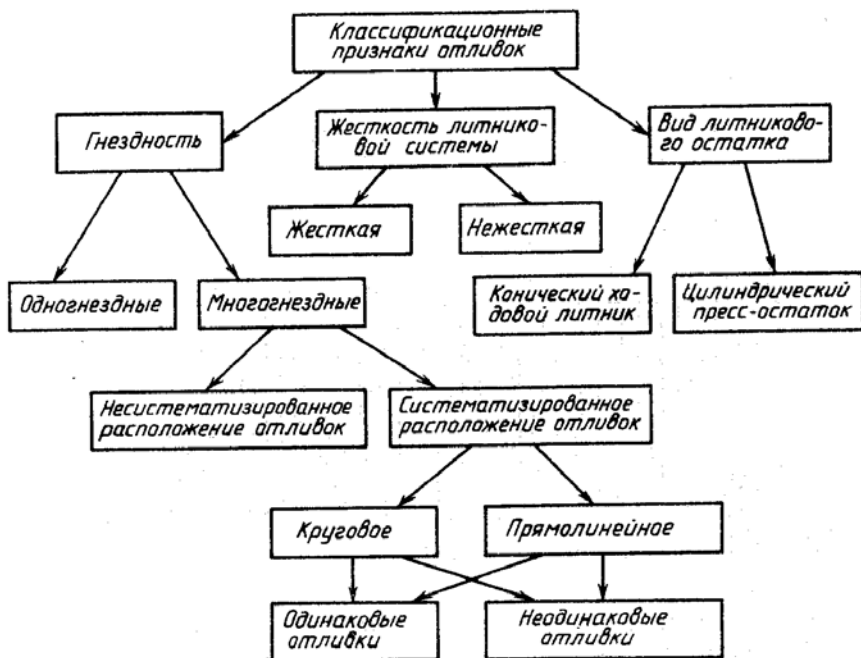 Классификационные
признаки отливок
Гнездность
Жесткость литнико-
вой системы
Вид литниково-
го остатка
Жесткая
Нежесткая
Одногнездные
Многогнездные
Конический хо-
довой литник
Цилиндрический
пресс-остаток
Несистематизированное
расположение отливок
Систематизированное
расположение отливок
Круговое
Прямолинейное
Одинаковые
отливки
Неодинаковые
отливки